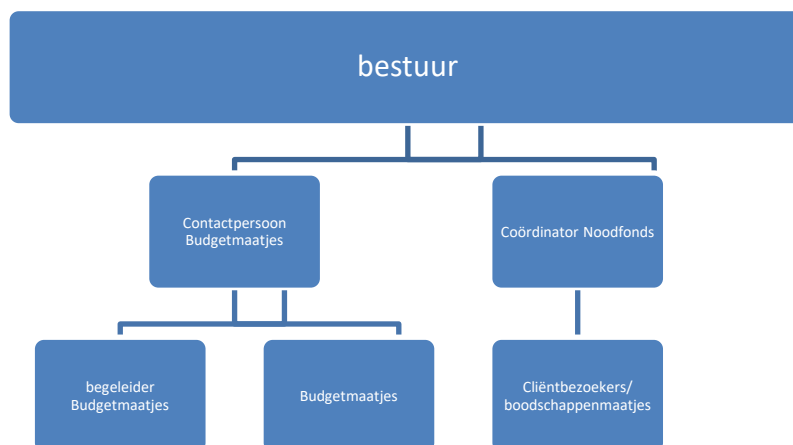 bestuur
Contactpersoon
Budgetmaatjes
Coördinator Noodfonds
begeleider
Budgetmaatjes
Budgetmaatjes
Cliëntbezoekers/
boodschappenmaatjes